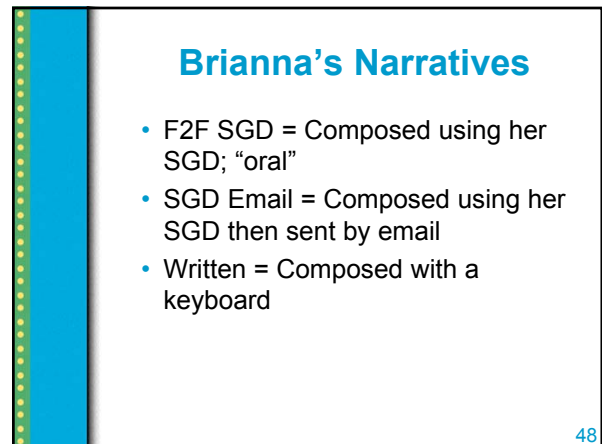 Brianna’s Narratives
• F2F SGD = Composed using her
SGD; “oral”
• SGD Email = Composed using her
SGD then sent by email
• Written = Composed with a
keyboard
48